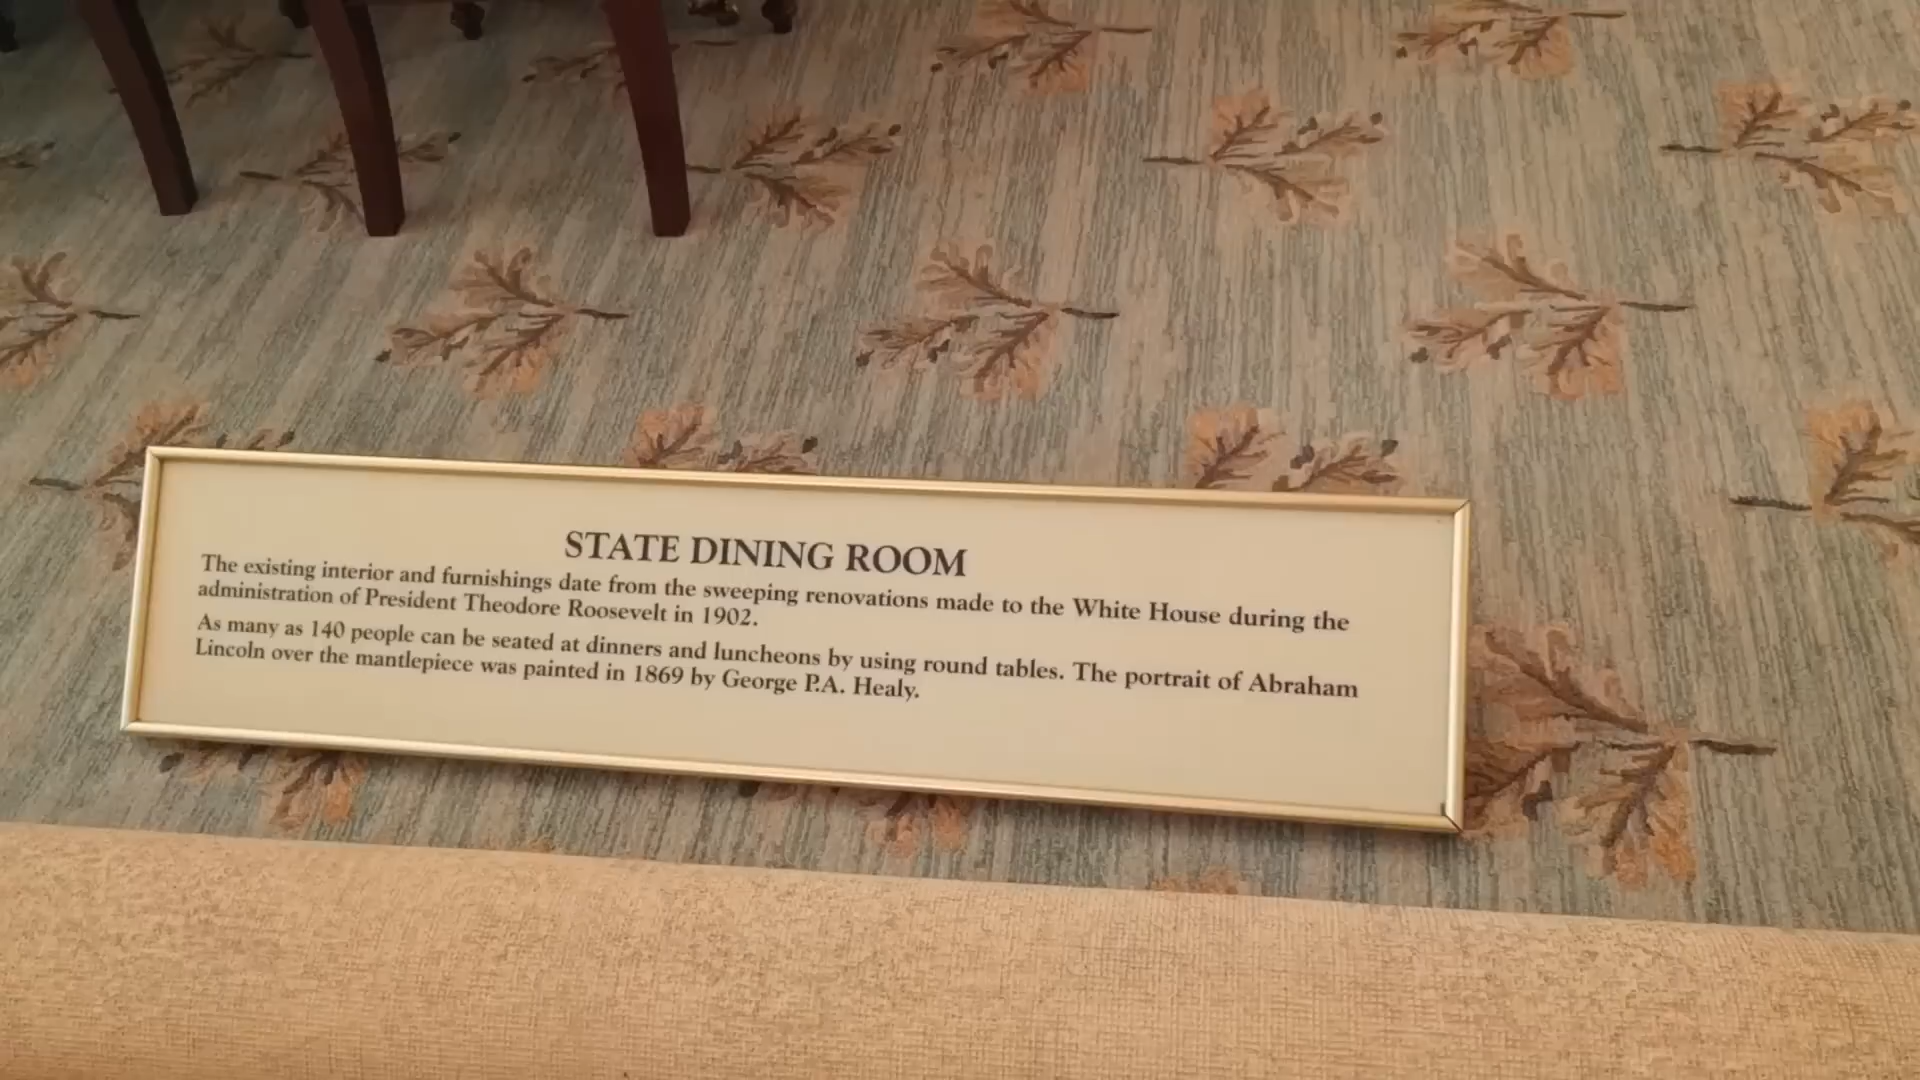 STATE DINING ROOM
The existing interior and furnishings date from the sweeping renovations made to the White House during the
administration of President Theodore Roosevelt in 1902.
As many as 140 people can be seated at dinners and luncheons by using round tables. The portrait of Abraham
Lincoln over the mantlepiece was painted in 1869 by George P.A. Healy.